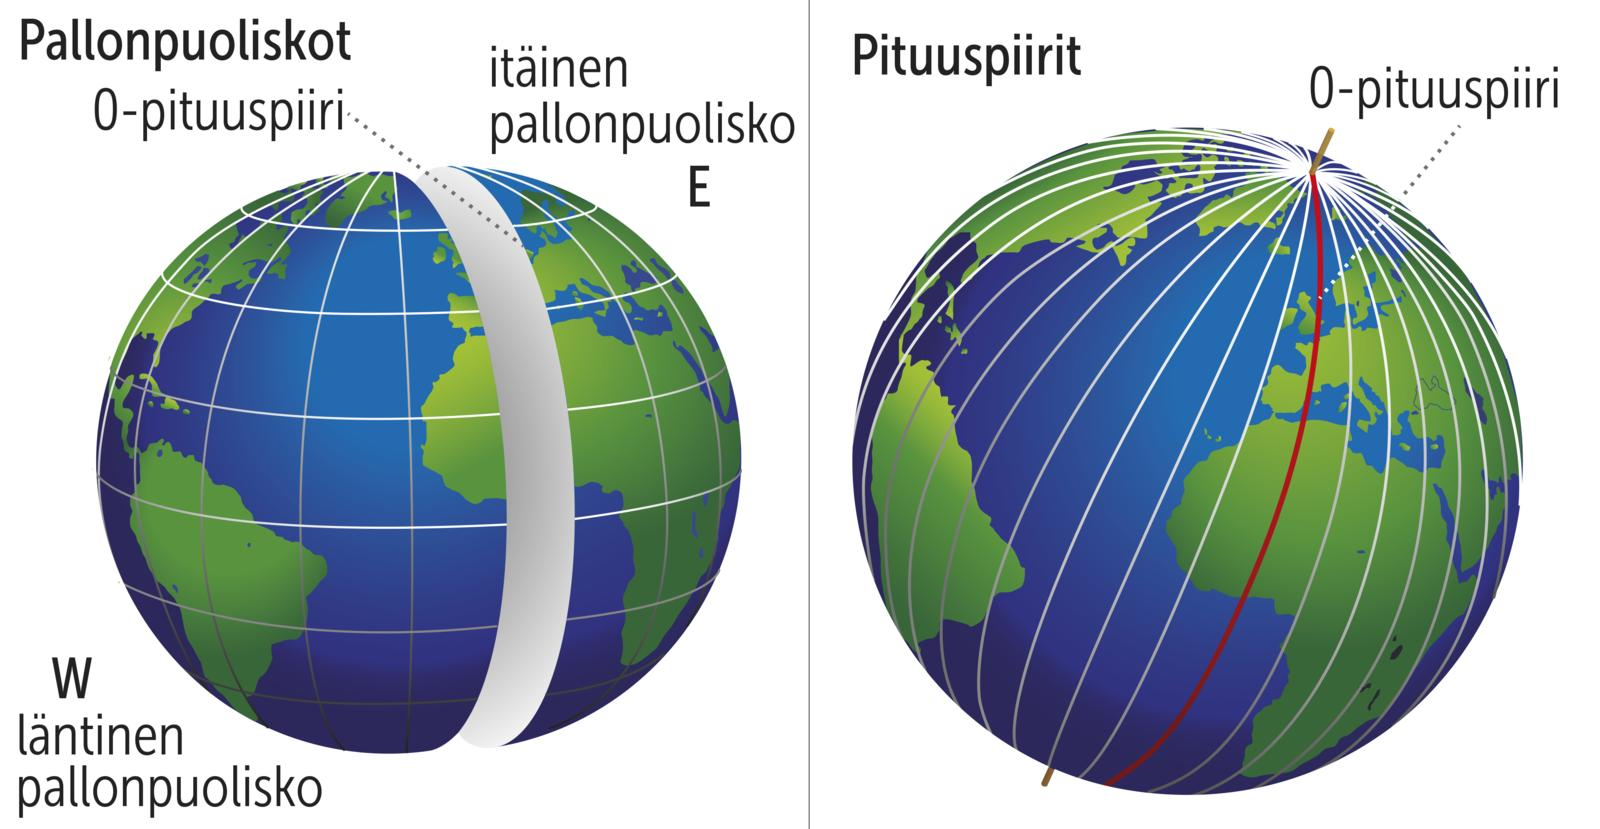 Pallonpuoliskot
0-pituuspiiri
itäinen
pallonpuolisko
E
W
läntinen
pallonpuolisko
Pituuspiirit
0-pituuspiiri